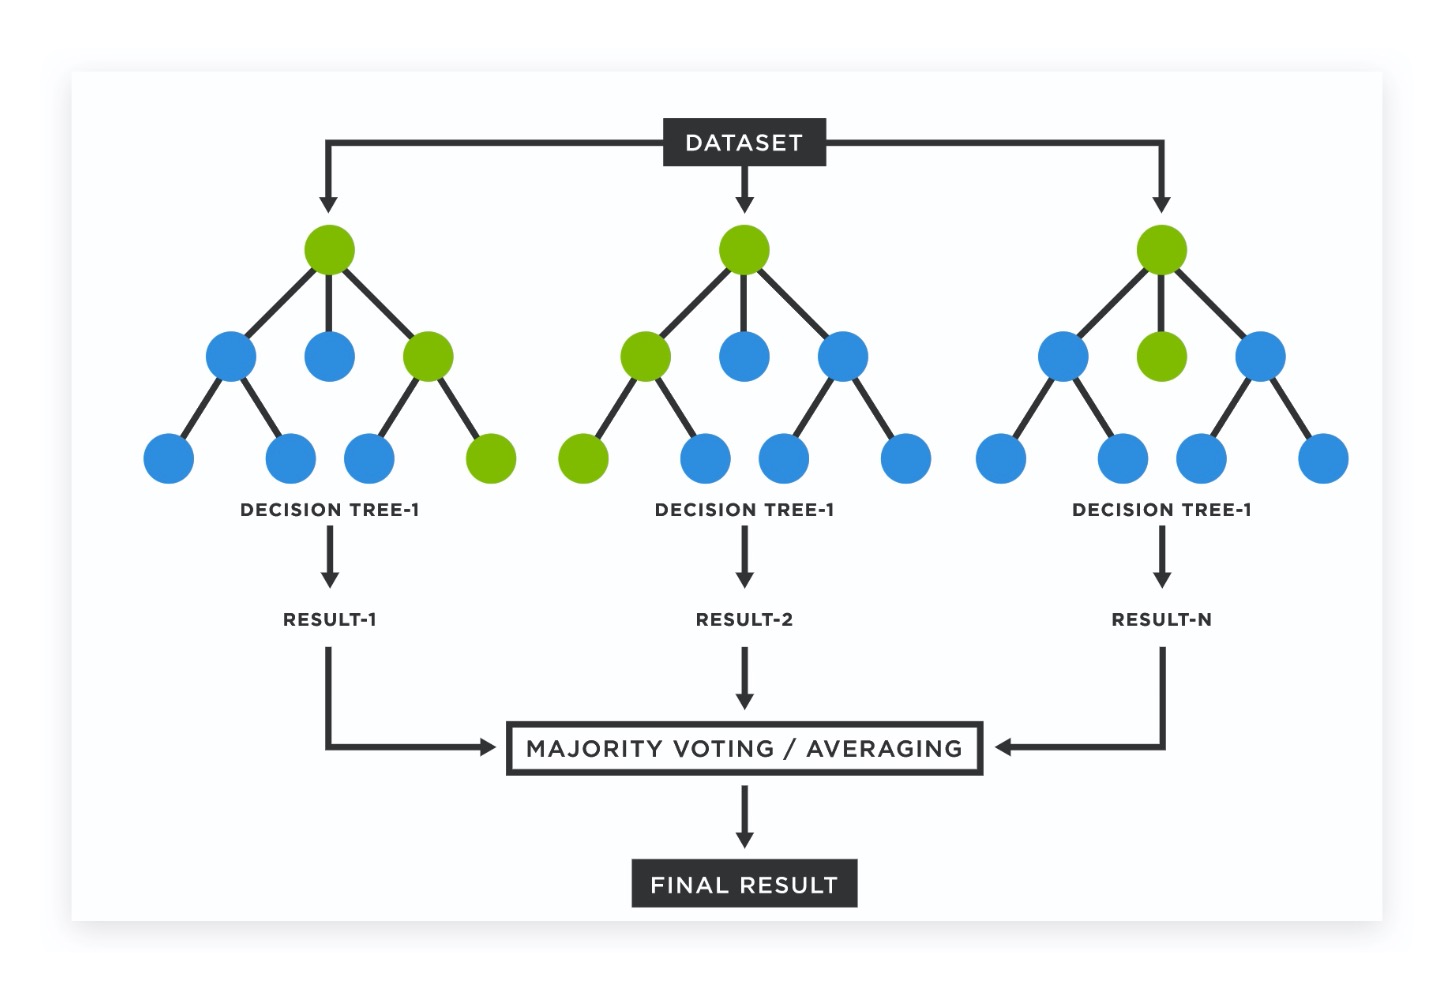 DATASET
DECISION TREE-1
DECISION TREE-1
DECISION TREE-1
RESULT-1
RESULT-2
RESULT-N
MAJORITY VOTING / AVERAGING
FINAL RESULT